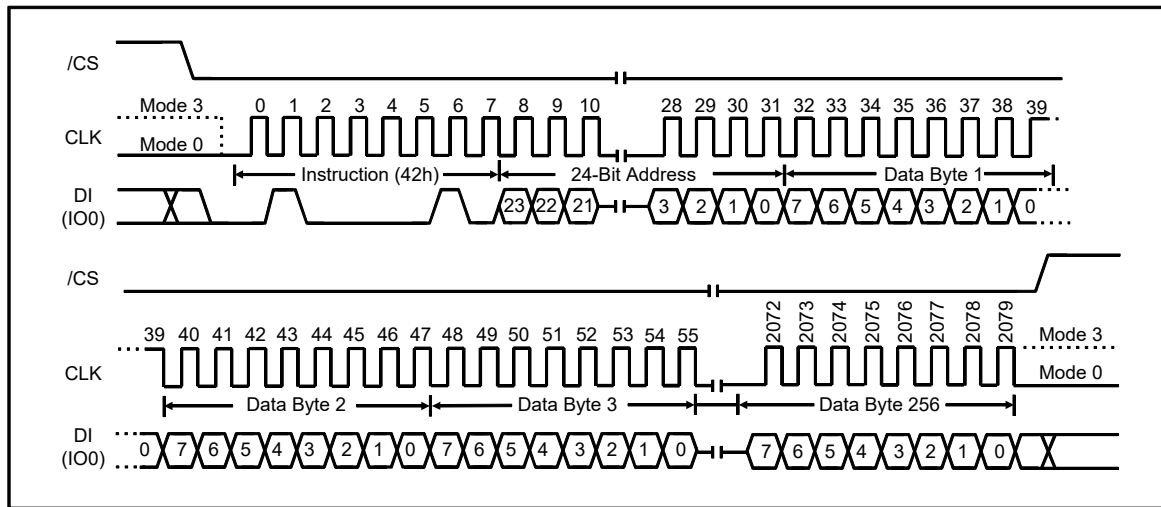 /CS
Mode 3 0 1 2 3 4 5 6 7 8 9 10 28 29 30 31 32 33 34 35 36 37 38 39
CLK
Mode 0
Instruction (42h) 24-Bit Address Data Byte 1
DI
(IO0)
23 22 21 3 2 1 0 7 6 5 4 3 2 1 0
/CS
39 40 41 42 43 44 45 46 47 48 49 50 51 52 53 54 55 2072 2073 2074 2075 2076 2077 2078 2079 Mode 3
CLK
Mode 0
Data Byte 2 Data Byte 3 Data Byte 256
DI
(IO0)
0 7 6 5 4 3 2 1 0 7 6 5 4 3 2 1 0 7 6 5 4 3 2 1 0